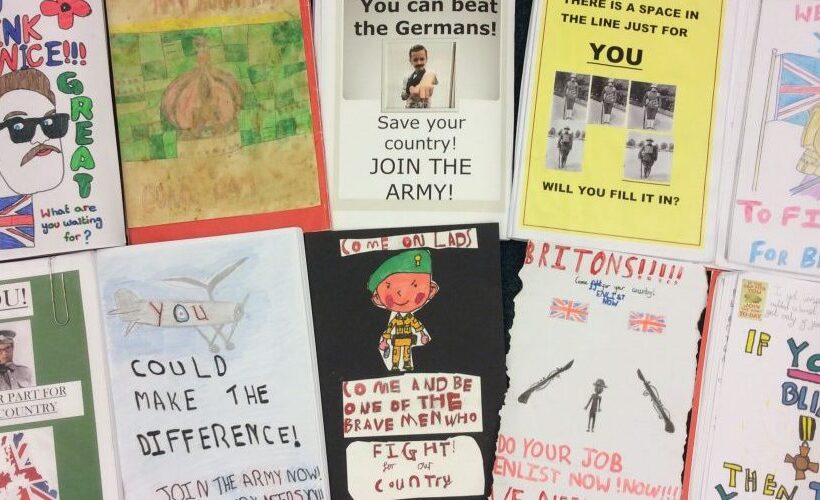 NK
NICE!!!
GREAT
What are
you waiting
for?
You can beat
the Germans!
Save your
country!
JOIN THE
ARMY!
THERE IS A SPACE IN
THE LINE JUST FOR
YOU
WILL YOU FILL IT IN?
WE
TO FI
FOR B
OU!
R PART FOR
COUNTRY
YOU
COULD
MAKE THE
DIFFERENCE!
JOIN THE ARMY NOW!
COME ON LADS
COME AND BE
ONE OF THE
BRAVE MEN WHO
FIGHT!
for our
COUNTRY
BRITONS!!!!!
Come fight for your country!
ENLIST
NOW
DO YOUR JOB
ENLIST NOW!NOW!!!
IF YO
BLI
THEN